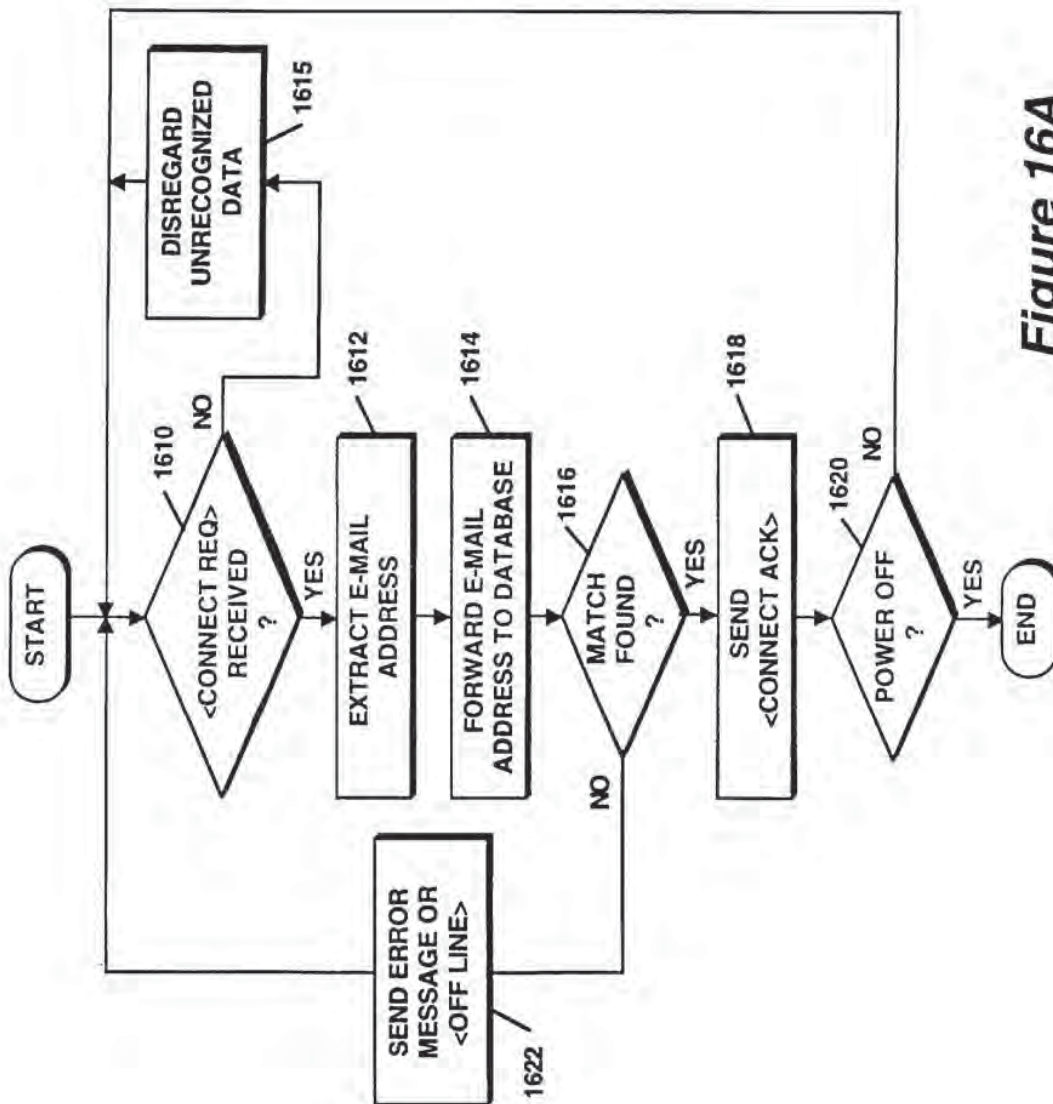 START
1610
<CONNECT REQ>
RECEIVED
?
NO
YES
DISREGARD
UNRECOGNIZED
DATA
1615
EXTRACT E-MAIL
ADDRESS
1612
FORWARD E-MAIL
ADDRESS TO DATABASE
1614
MATCH
FOUND
?
1616
NO
YES
SEND ERROR
MESSAGE OR
<OFF LINE>
1622
SEND
<CONNECT ACK>
1618
POWER OFF
?
1620
NO
YES
END
Figure 16A